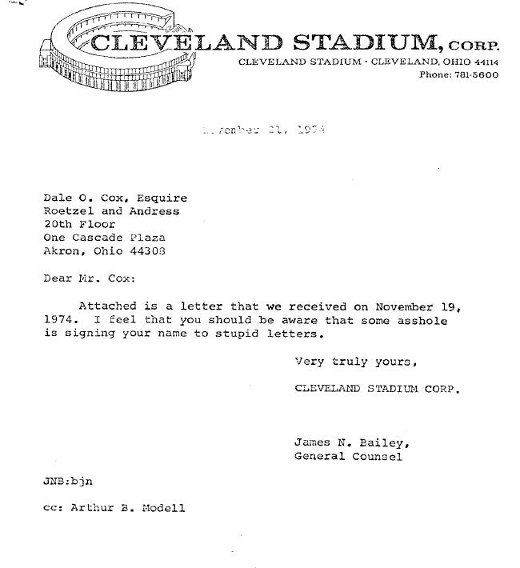 CLEVELAND STADIUM, CORP.
CLEVELAND STADIUM · CLEVELAND, OHIO 44114
Phone: 781-5600
November 21, 1974
Dale O. Cox, Esquire
Roetzel and Andress
20th Floor
One Cascade Plaza
Akron, Ohio 44308
Dear Mr. Cox:
Attached is a letter that we received on November 19,
1974. I feel that you should be aware that some asshole
is signing your name to stupid letters.
Very truly yours,
CLEVELAND STADIUM CORP.
James N. Bailey,
General Counsel
JNB:bjn
cc: Arthur B. Modell